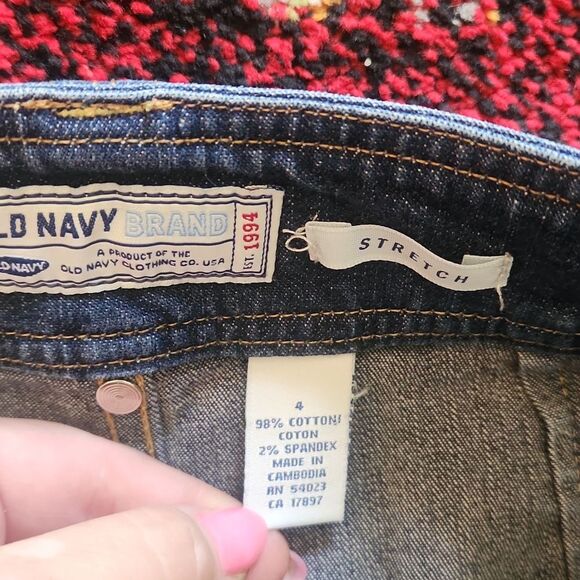 LD NAVY BRAND
A PRODUCT OF THE
LD NAVY OLD NAVY CLOTHING CO. USA
EST. 1994
STRETCH
4
98% COTTON/
COTON
2% SPANDEX
MADE IN
CAMBODIA
RN 54023
CA 17897